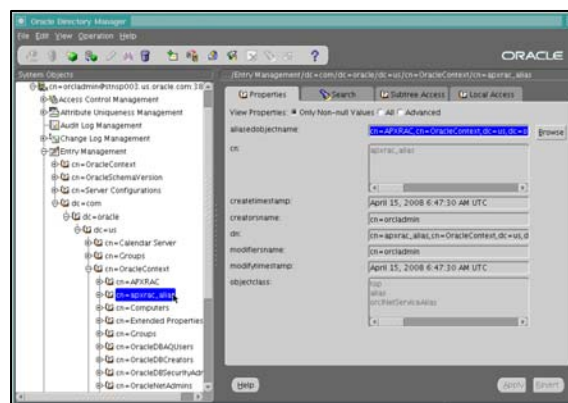 Oracle Directory Manager
File Edit View Operation Help
ORACLE
System Objects
cn=orcladmin@stnsp003.us.oracle.com:38
Access Control Management
Attribute Uniqueness Management
Audit Log Management
Change Log Management
Entry Management
cn=OracleContext
cn=OracleSchemaVersion
cn=Server Configurations
dc=com
dc=oracle
dc=us
cn=Calendar Server
cn=Groups
cn=OracleContext
cn=APXRAC
cn=apxrac_alias
cn=Computers
cn=Extended Properties
cn=Groups
cn=OracleDBAQUsers
cn=OracleDBCreators
cn=OracleDBSecurityAdr
cn=OracleNetAdmins
/Entry Management/dc=com/dc=oracle/dc=us/cn=OracleContext/cn=apxrac_alias
Properties Search Subtree Access Local Access
View Properties: Only Non-null Values All Advanced
aliasedobjectname: cn=APXRAC,cn=OracleContext,dc=us,dc=o Browse
cn: apxrac_alias
createtimestamp: April 15, 2008 6:47:30 AM UTC
creatorsname: cn=orcladmin
dn: cn=apxrac_alias,cn=OracleContext,dc=us,d
modifiersname: cn=orcladmin
modifytimestamp: April 15, 2008 6:47:30 AM UTC
objectclass: top
alias
orclNetServiceAlias
Help Apply Revert